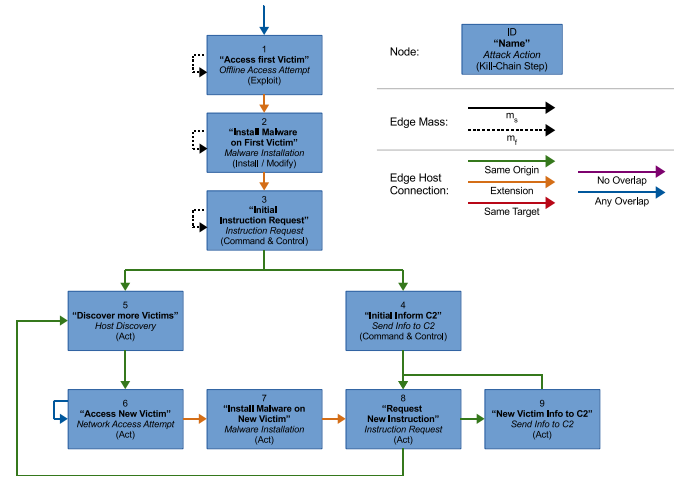 1
“Access first Victim”
Offline Access Attempt
(Exploit)
2
“Install Malware
on First Victim”
Malware Installation
(Install / Modify)
3
“Initial
Instruction Request”
Instruction Request
(Command & Control)
Node:
ID
“Name”
Attack Action
(Kill-Chain Step)
Edge Mass:
m_s
m_f
Edge Host
Connection:
Same Origin
Extension
Same Target
No Overlap
Any Overlap
5
“Discover more Victims”
Host Discovery
(Act)
4
“Initial Inform C2”
Send Info to C2
(Command & Control)
6
“Access New Victim”
Network Access Attempt
(Act)
7
“Install Malware on
New Victim”
Malware Installation
(Act)
8
“Request
New Instruction”
Instruction Request
(Act)
9
“New Victim Info to C2”
Send Info to C2
(Act)